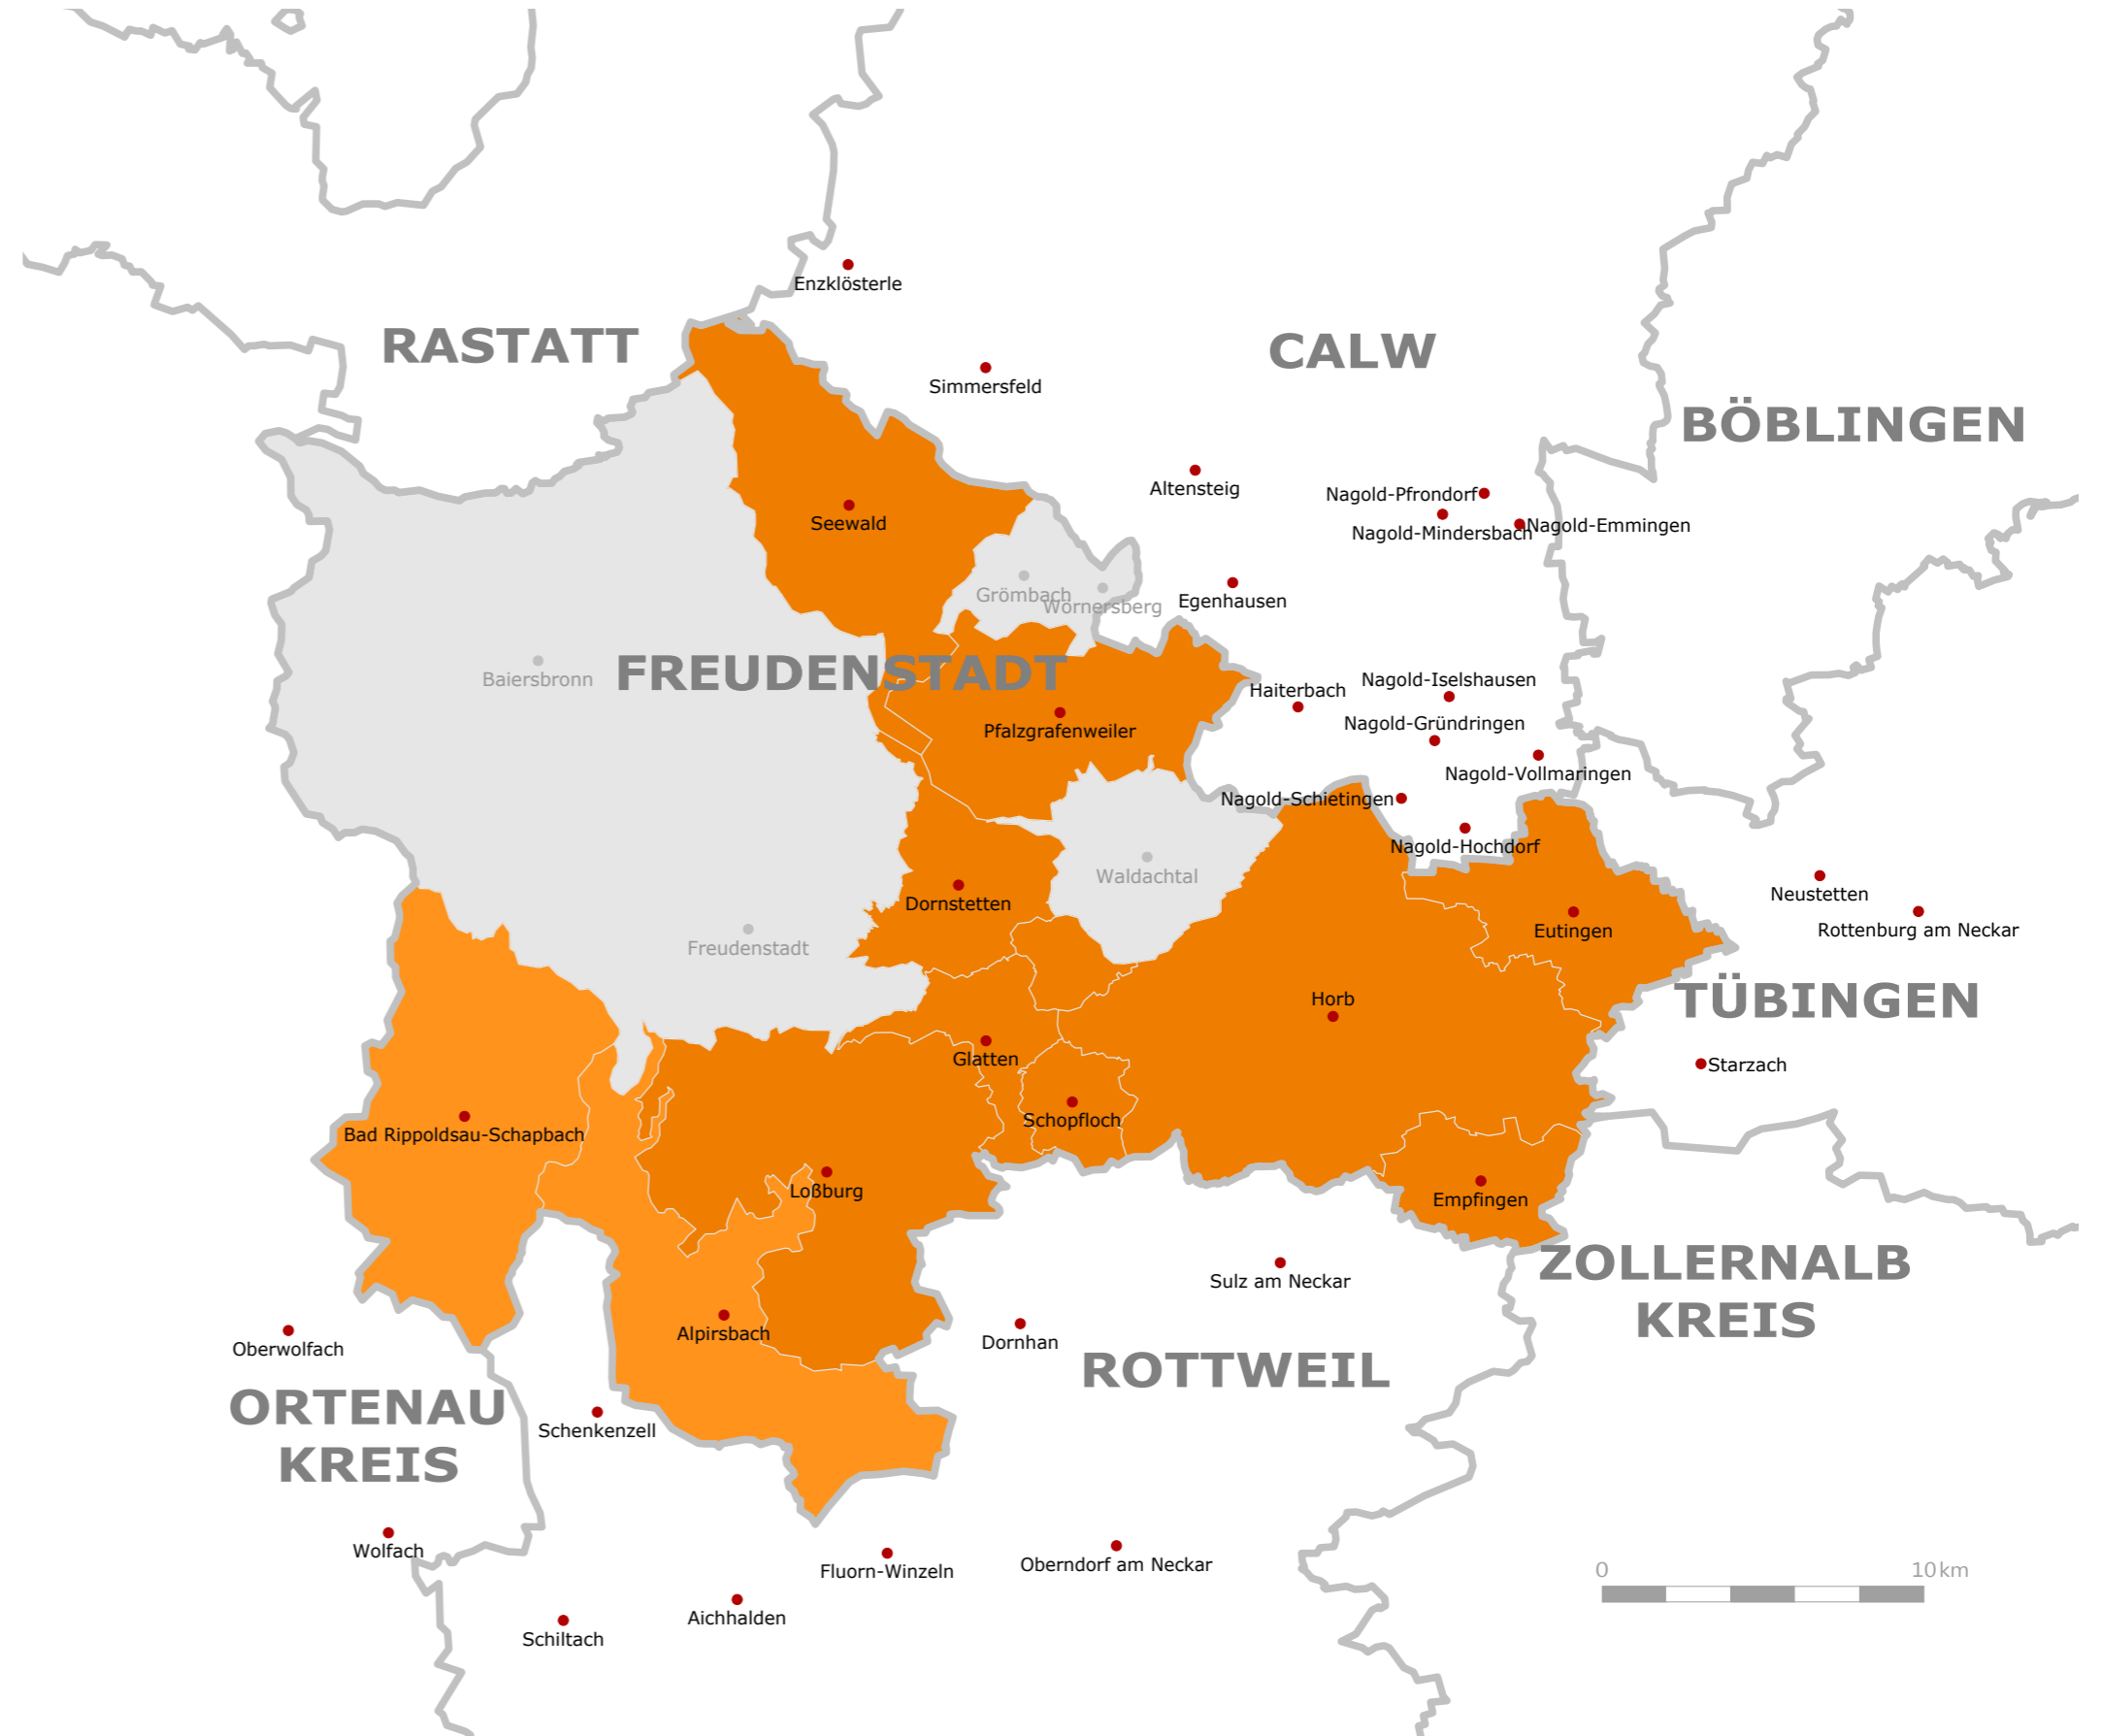 Enzklösterle
RASTATT
CALW
Simmersfeld
BÖBLINGEN
Altensteig
Nagold-Pfrondorf
Nagold-Mindersbach
Nagold-Emmingen
Seewald
Grömbach
Wörnersberg
Egenhausen
Baiersbronn
FREUDENSTADT
Haiterbach
Nagold-Iselshausen
Nagold-Gründringen
Pfalzgrafenweiler
Nagold-Vollmaringen
Nagold-Schietingen
Nagold-Hochdorf
Waldachtal
Neustetten
Dornstetten
Rottenburg am Neckar
Eutingen
Freudenstadt
TÜBINGEN
Horb
Glatten
Starzach
Schopfloch
Bad Rippoldsau-Schapbach
Loßburg
Empfingen
ZOLLERNALB
KREIS
Sulz am Neckar
Alpirsbach
Dornhan
Oberwolfach
ROTTWEIL
ORTENAU
KREIS
Schenkenzell
Wolfach
Fluorn-Winzeln
Oberndorf am Neckar
0 10 km
Aichhalden
Schiltach